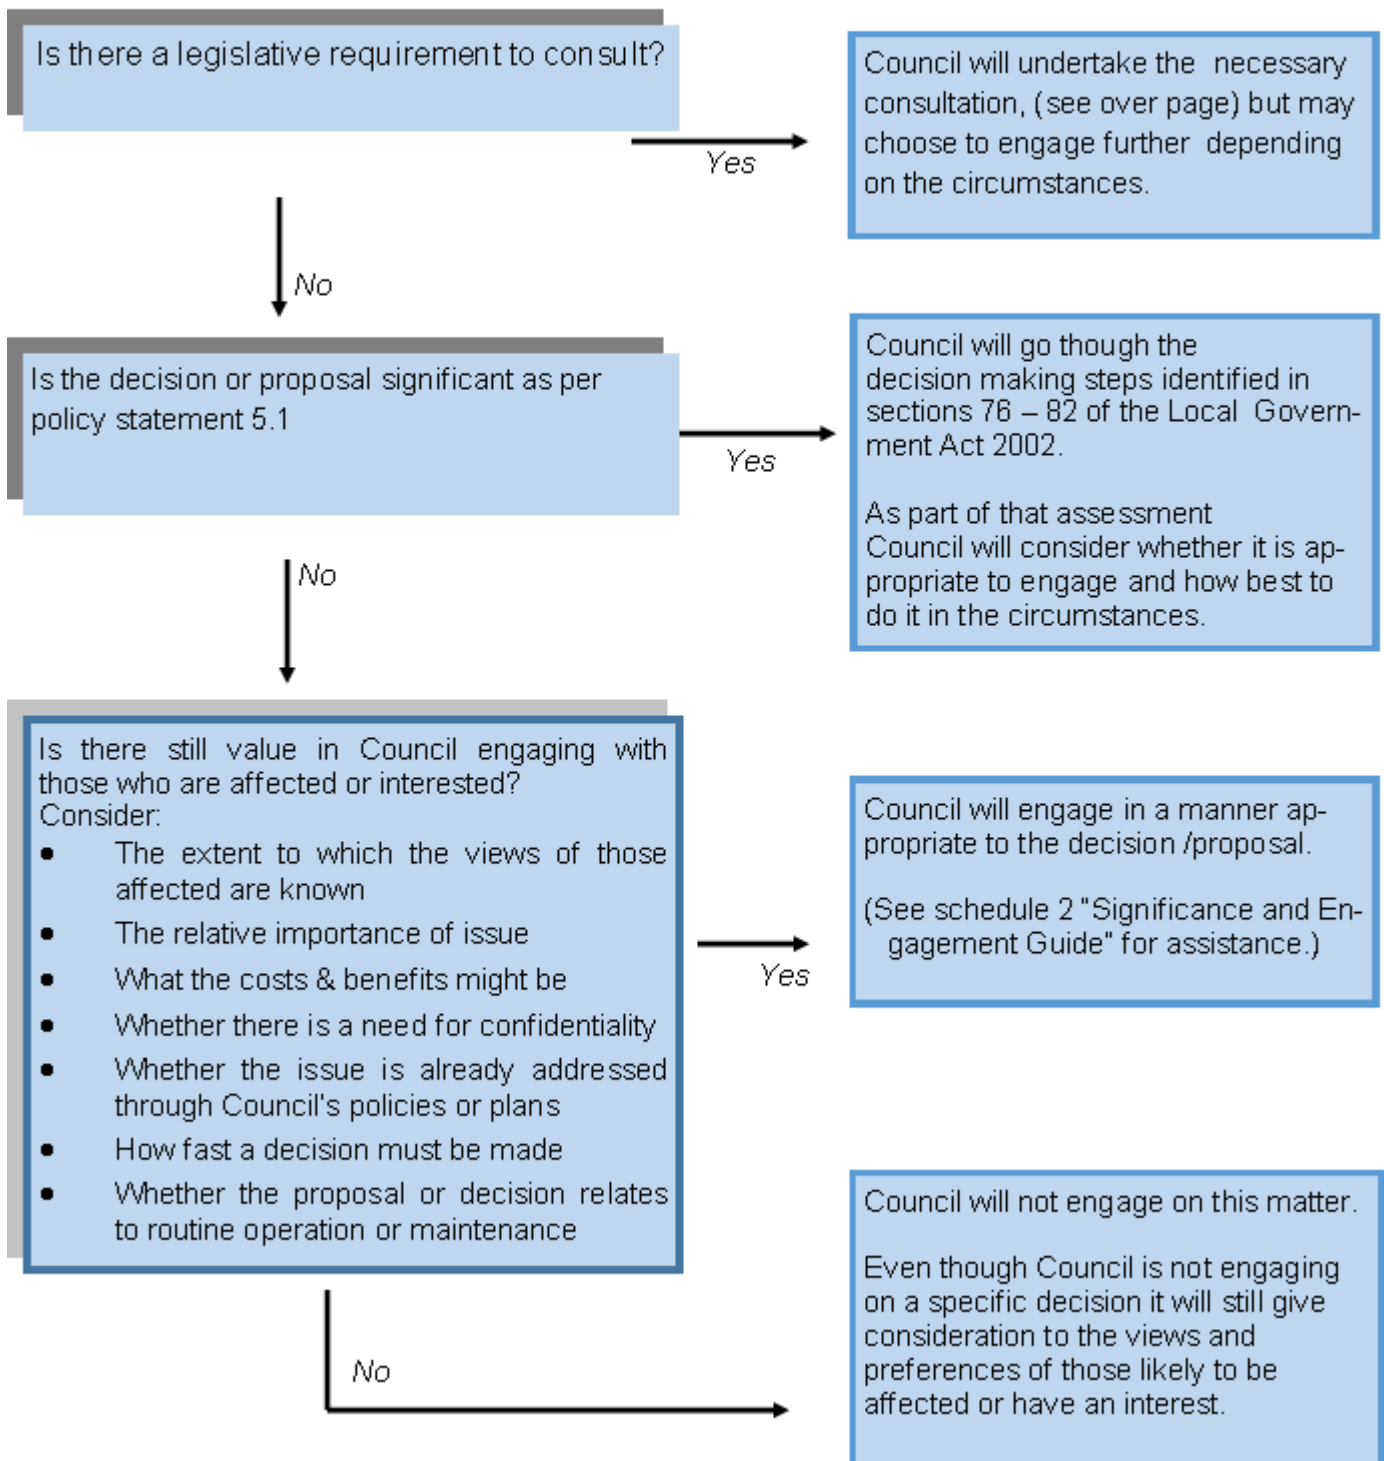 Is there a legislative requirement to consult?
Yes
Council will undertake the necessary
consultation, (see over page) but may
choose to engage further depending
on the circumstances.
No
Is the decision or proposal significant as per
policy statement 5.1
Yes
Council will go though the
decision making steps identified in
sections 76 – 82 of the Local Govern-
ment Act 2002.
As part of that assessment
Council will consider whether it is ap-
propriate to engage and how best to
do it in the circumstances.
No
Is there still value in Council engaging with
those who are affected or interested?
Consider:
• The extent to which the views of those
affected are known
• The relative importance of issue
• What the costs & benefits might be
• Whether there is a need for confidentiality
• Whether the issue is already addressed
through Council's policies or plans
• How fast a decision must be made
• Whether the proposal or decision relates
to routine operation or maintenance
Yes
Council will engage in a manner ap-
propriate to the decision /proposal.
(See schedule 2 "Significance and En-
gagement Guide" for assistance.)
No
Council will not engage on this matter.
Even though Council is not engaging
on a specific decision it will still give
consideration to the views and
preferences of those likely to be
affected or have an interest.